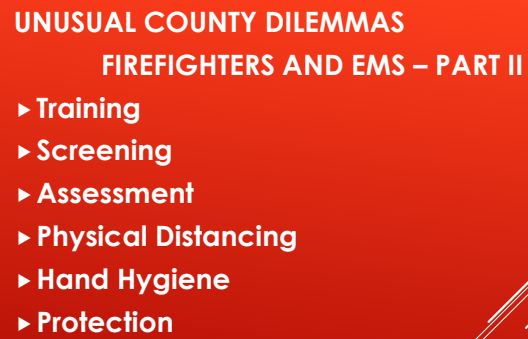 UNUSUAL COUNTY DILEMMAS
FIREFIGHTERS AND EMS – PART II
▸ Training
▸ Screening
▸ Assessment
▸ Physical Distancing
▸ Hand Hygiene
▸ Protection